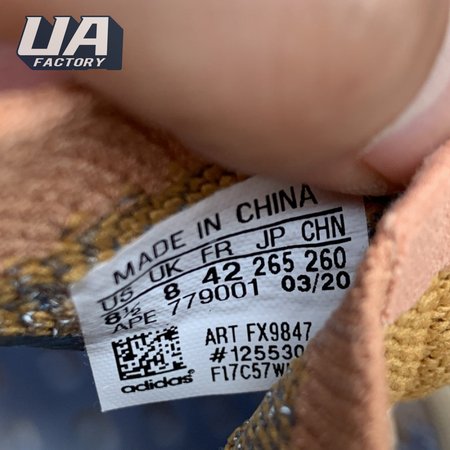 UA
FACTORY
MADE IN CHINA
US UK FR JP CHN
8½ 8 42 265 260
APE 779001 03/20
ART FX9847
#125530
adidas